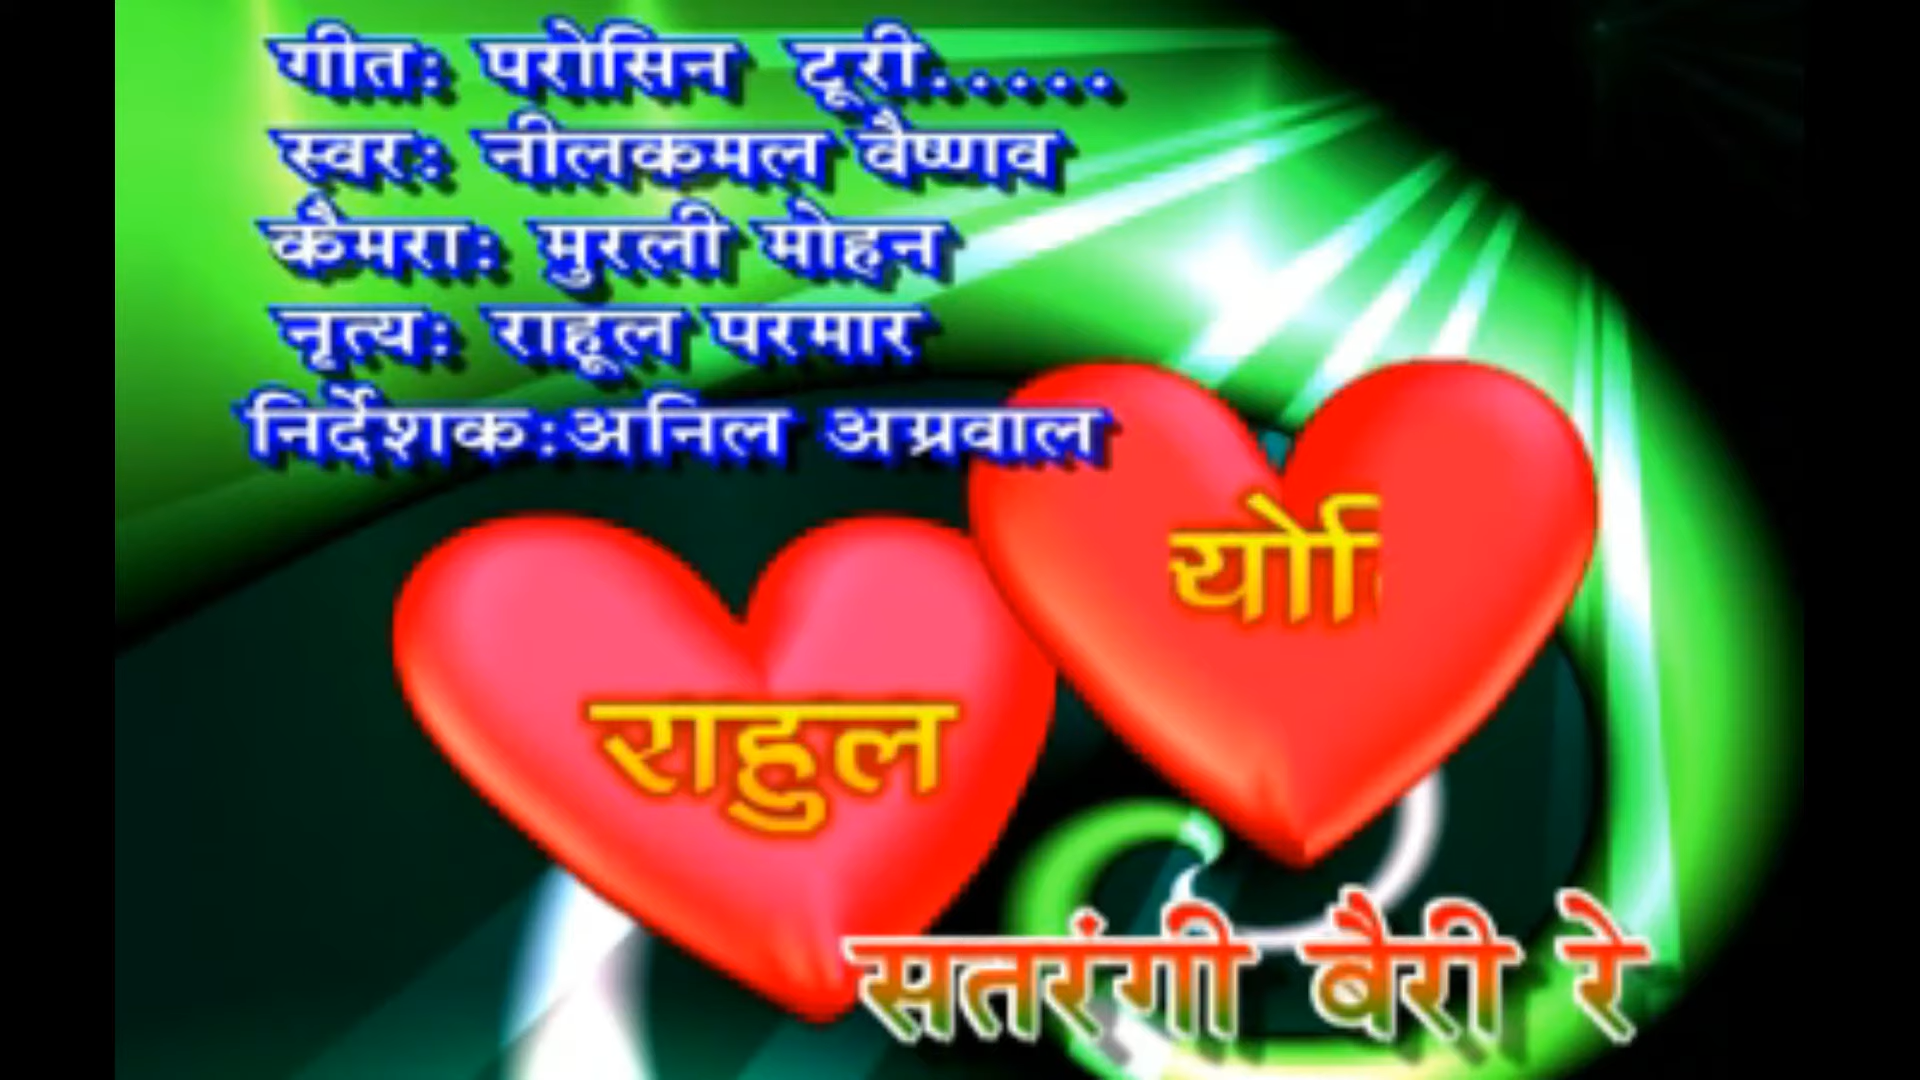 गीतः परोसिन टूरी.....
स्वरः नीलकमल वैष्णव
कैमराः मुरली मोहन
नृत्यः राहूल परमार
निर्देशक:अनिल अग्रवाल
राहुल
सतरंगी बैरी रे